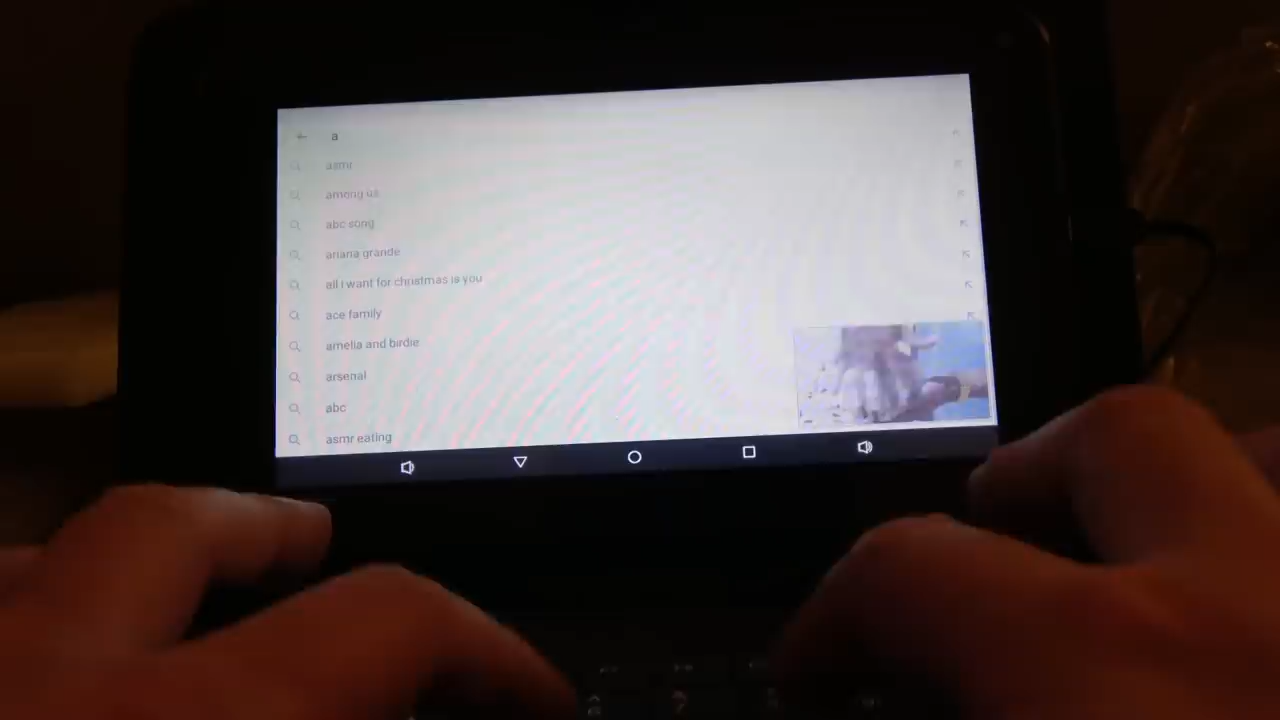 a
asmr
among us
abc song
ariana grande
all i want for christmas is you
ace family
amelia and birdie
arsenal
abc
asmr eating